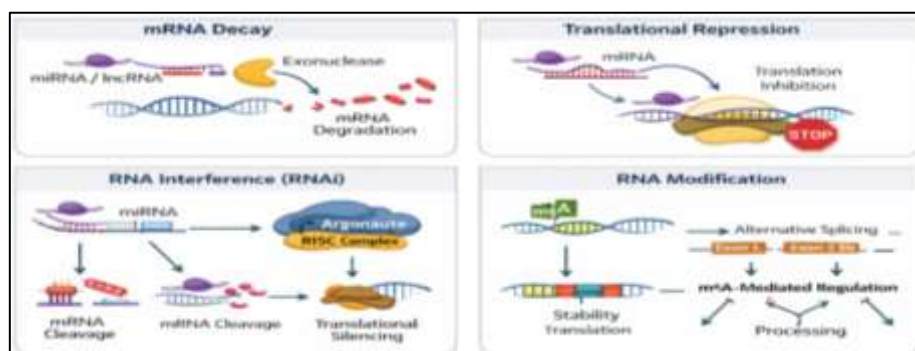 mRNA Decay
miRNA / lncRNA
Exonuclease
mRNA
Degradation
Translational Repression
miRNA
Translation
Inhibition
STOP
RNA Interference (RNAi)
miRNA
Argonaute
RISC Complex
mRNA
Cleavage
mRNA Cleavage
Translational
Silencing
RNA Modification
Alternative Splicing
m⁶A-Mediated Regulation
Stability
Translation
Processing